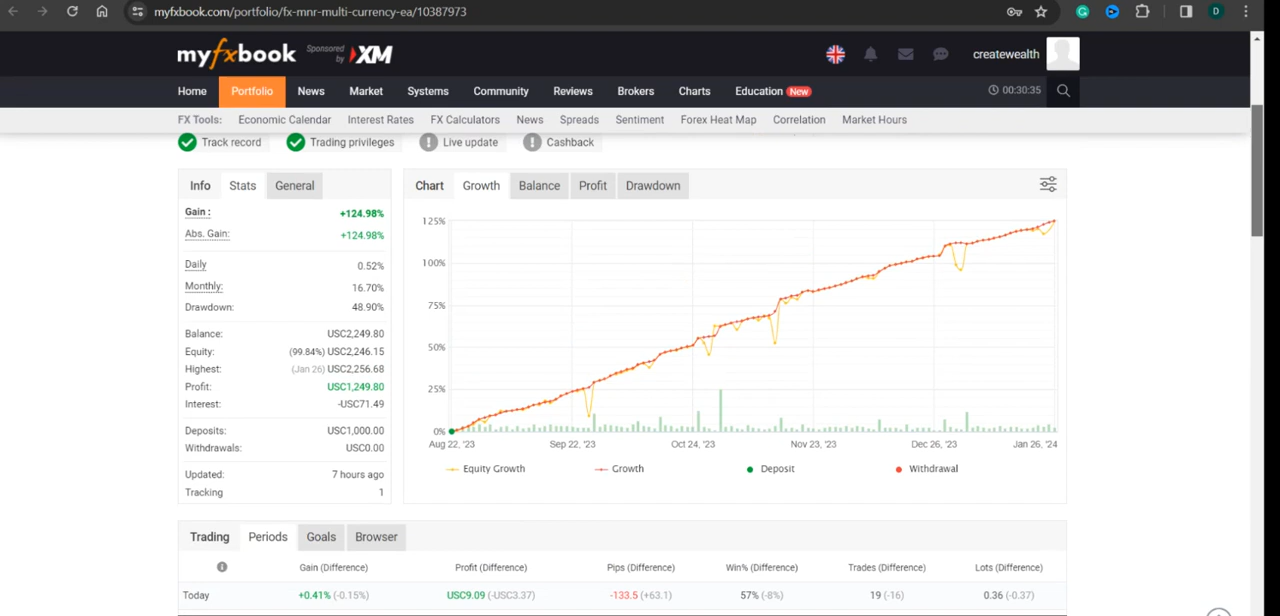 myfxbook.com/portfolio/fx-mnr-multi-currency-ea/10387973
D
myfxbook Sponsored by XM
createwealth
Home Portfolio News Market Systems Community Reviews Brokers Charts Education New 00:30:35
FX Tools: Economic Calendar Interest Rates FX Calculators News Spreads Sentiment Forex Heat Map Correlation Market Hours
Track record Trading privileges Live update Cashback
Info Stats General
Gain : +124.98%
Abs. Gain: +124.98%
Daily 0.52%
Monthly: 16.70%
Drawdown: 48.90%
Balance: USC2,249.80
Equity: (99.84%) USC2,246.15
Highest: (Jan 26) USC2,256.68
Profit: USC1,249.80
Interest: -USC71.49
Deposits: USC1,000.00
Withdrawals: USC0.00
Updated: 7 hours ago
Tracking 1
Chart Growth Balance Profit Drawdown
125%
100%
75%
50%
25%
0%
Aug 22, '23 Sep 22, '23 Oct 24, '23 Nov 23, '23 Dec 26, '23 Jan 26, '24
Equity Growth Growth Deposit Withdrawal
Trading Periods Goals Browser
Gain (Difference) Profit (Difference) Pips (Difference) Win% (Difference) Trades (Difference) Lots (Difference)
Today +0.41% (-0.15%) USC9.09 (-USC3.37) -133.5 (+63.1) 57% (-8%) 19 (-16) 0.36 (-0.37)